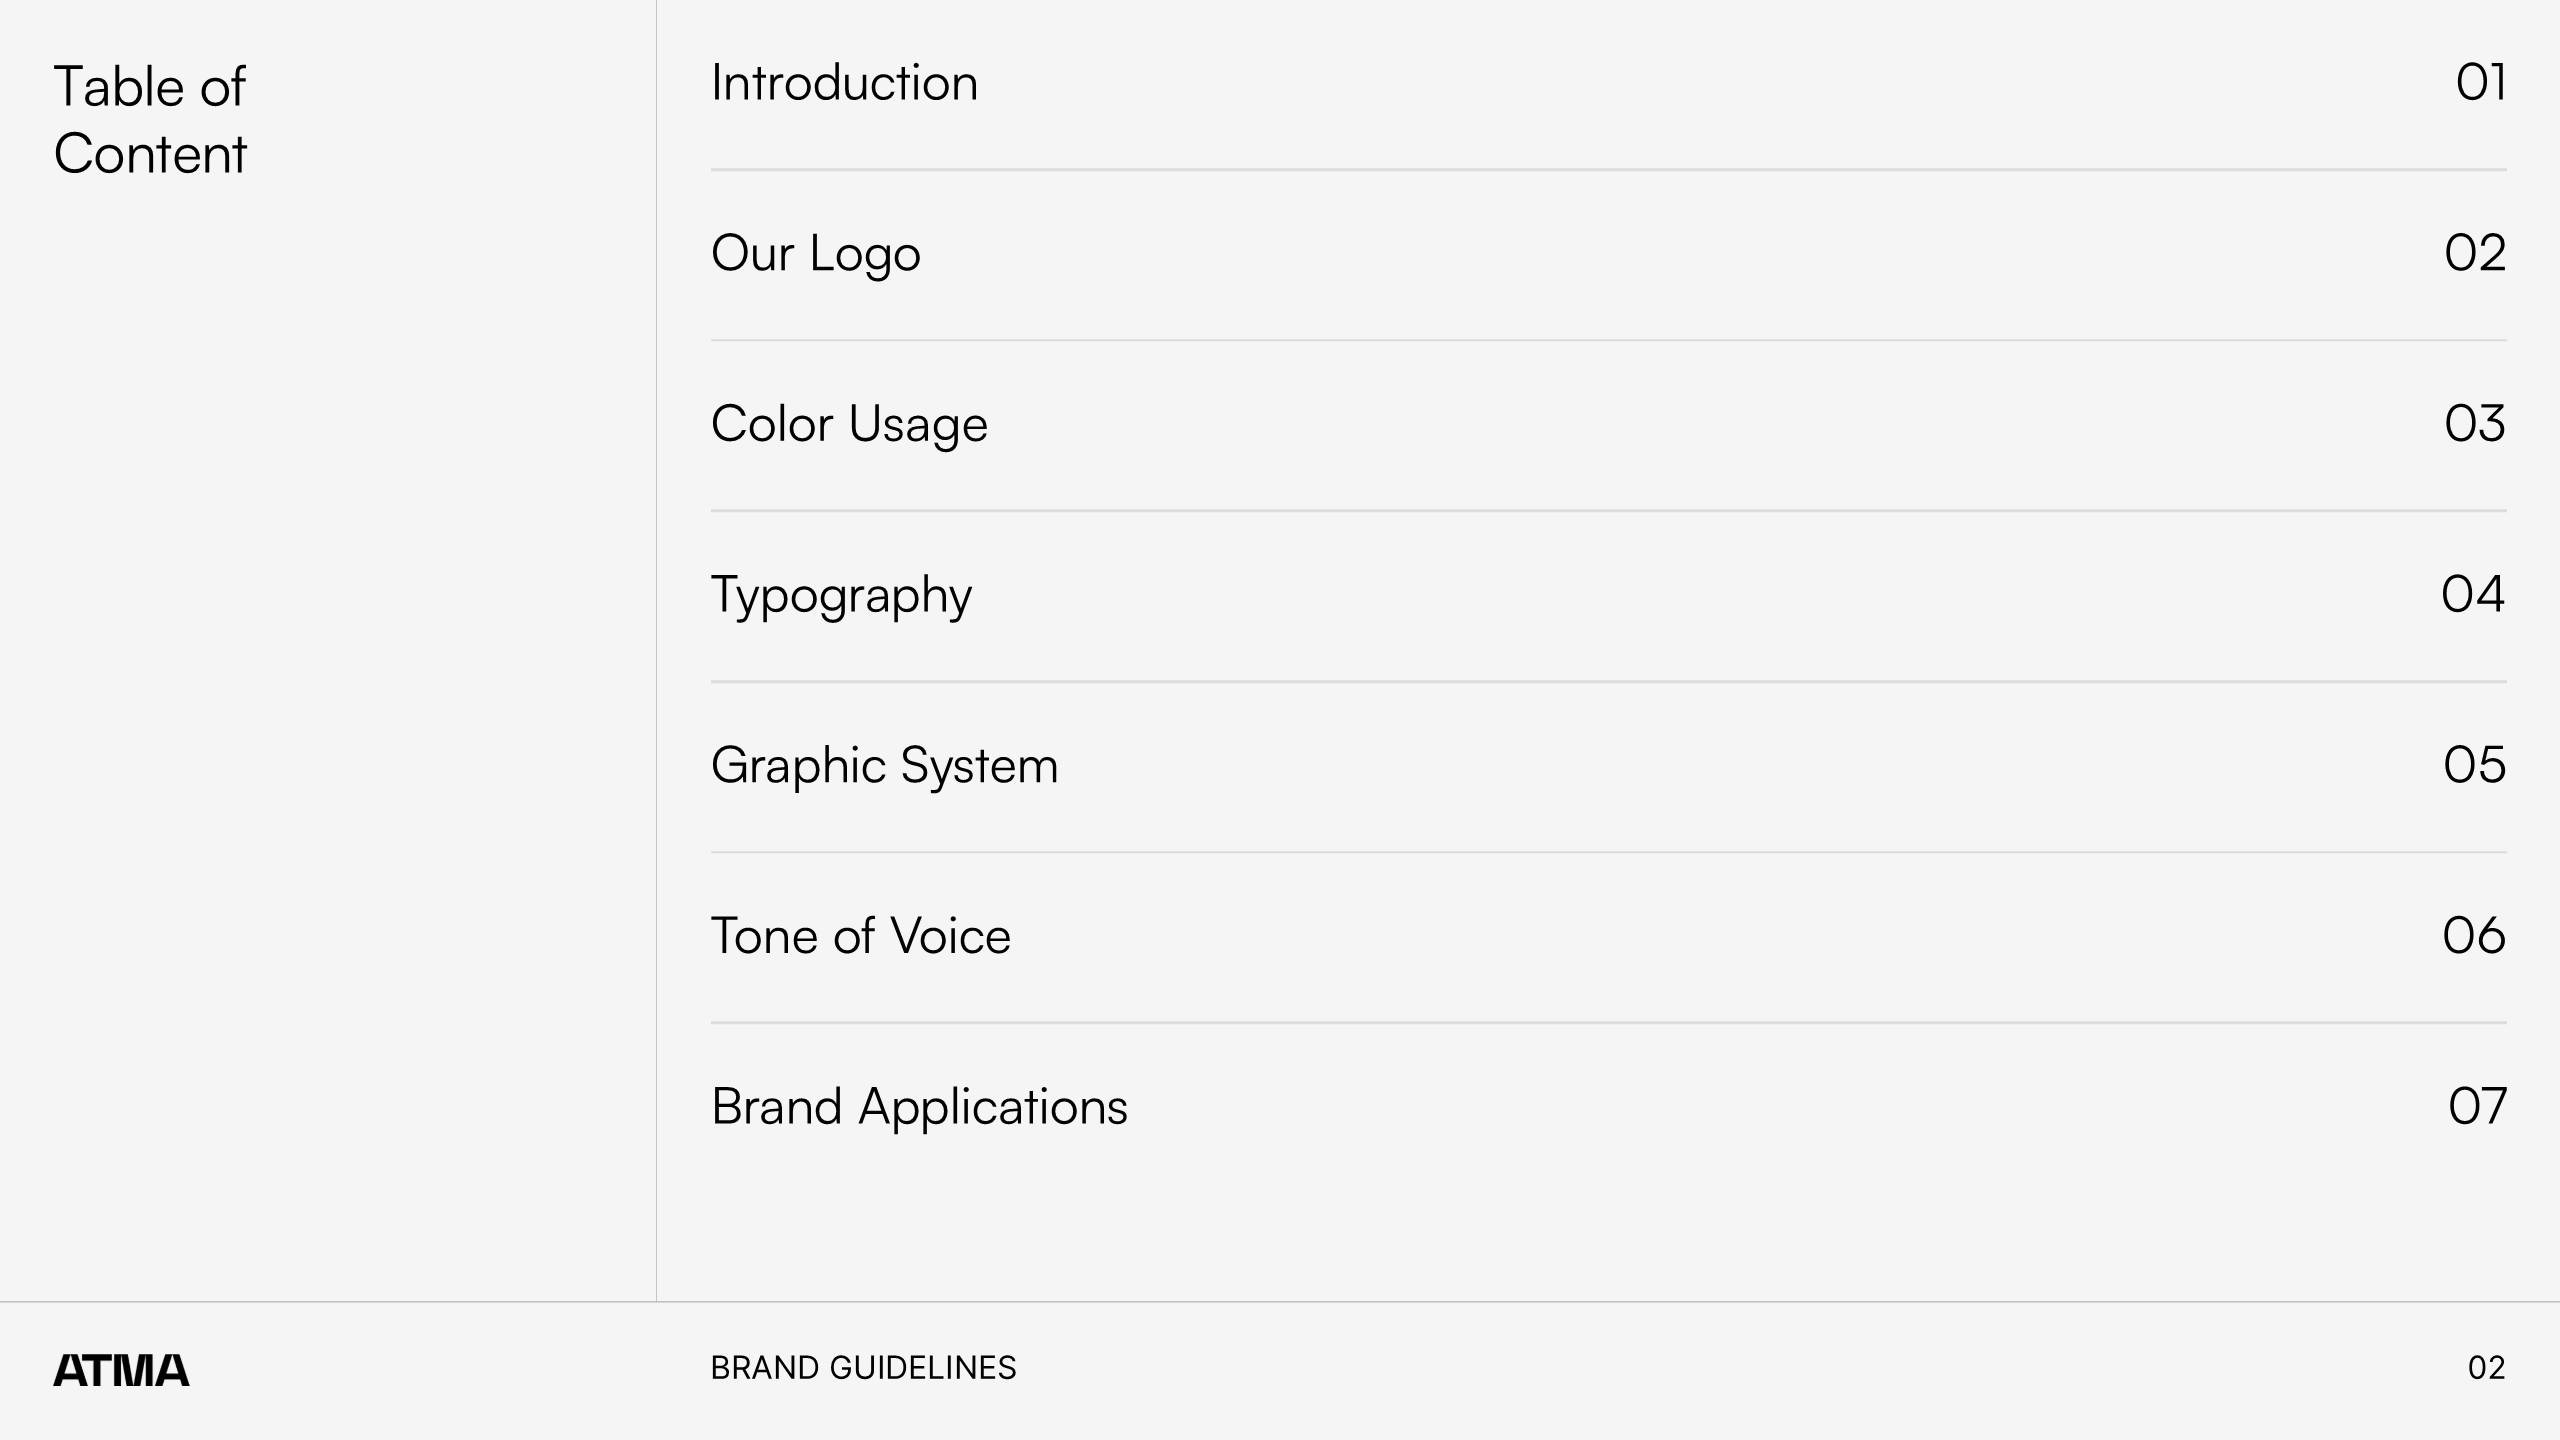 Table of
Content
Introduction 01
Our Logo 02
Color Usage 03
Typography 04
Graphic System 05
Tone of Voice 06
Brand Applications 07
ATMA BRAND GUIDELINES 02